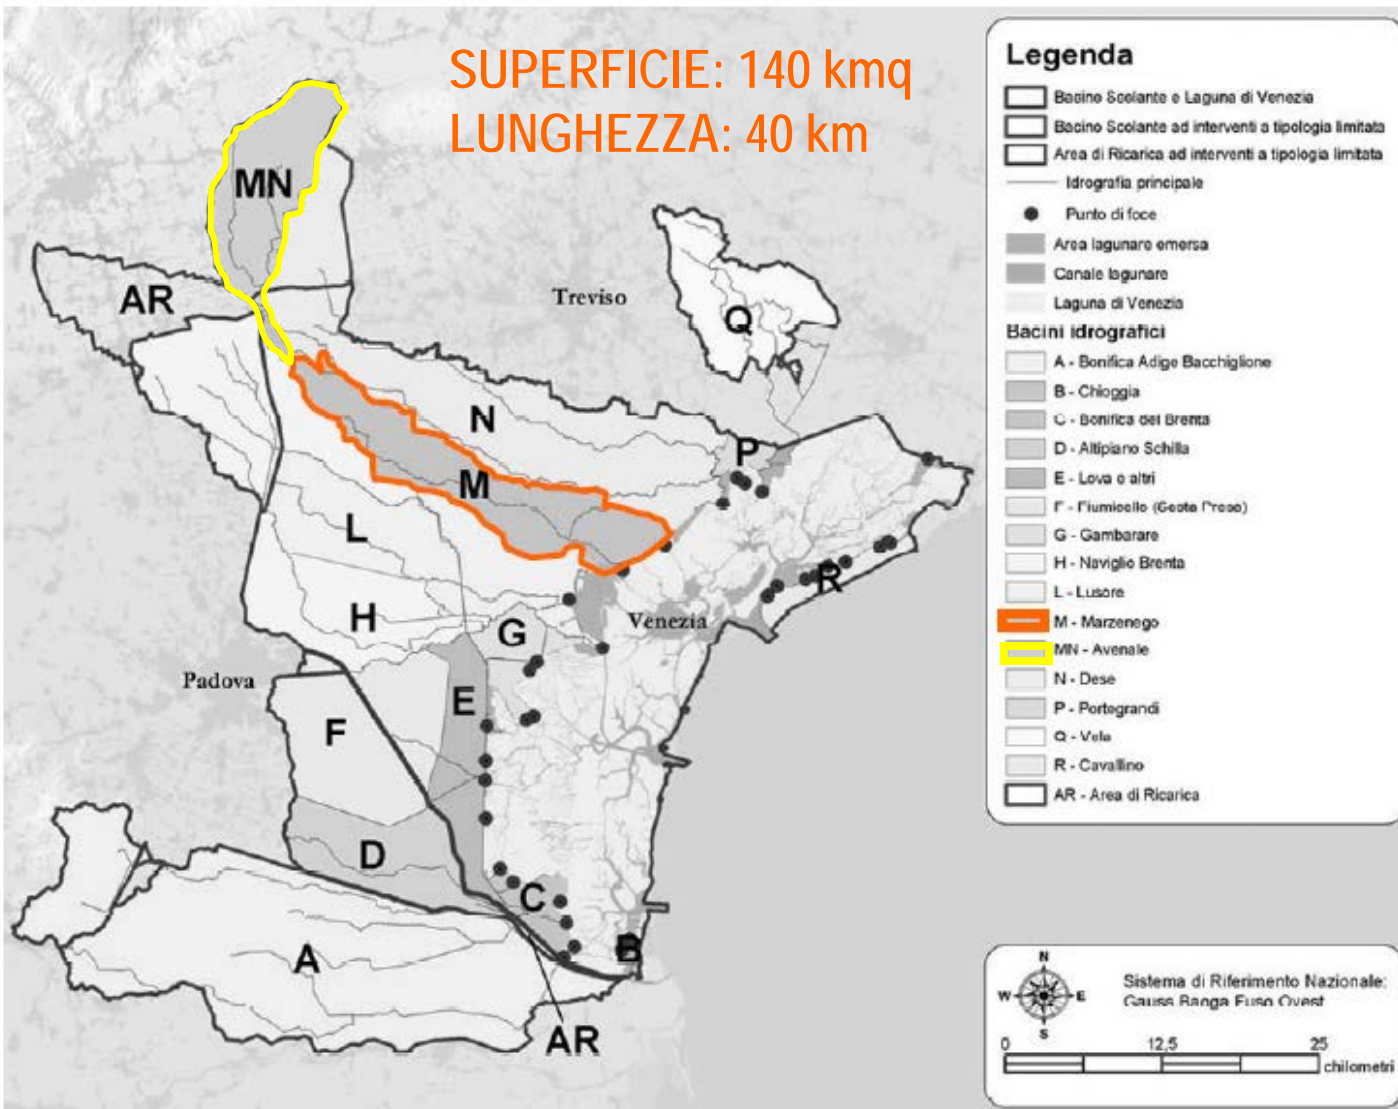 SUPERFICIE: 140 kmq
LUNGHEZZA: 40 km
MN
AR
Treviso
Q
N
P
M
L
R
H
G
Venezia
Padova
E
F
D
C
A
B
AR
Legenda
Bacino Scolante e Laguna di Venezia
Bacino Scolante ad interventi a tipologia limitata
Area di Ricarica ad interventi a tipologia limitata
Idrografia principale
Punto di foce
Area lagunare emersa
Canale lagunare
Laguna di Venezia
Bacini idrografici
A - Bonifica Adige Bacchiglione
B - Chioggia
C - Bonifica del Brenta
D - Altipiano Schilla
E - Lova e altri
F - Fiumicello
G - Gambarare
H - Naviglio Brenta
L - Lusore
M - Marzenego
MN - Avenale
N - Dese
P - Portegrandi
Q - Vela
R - Cavallino
AR - Area di Ricarica
N
W E
S
Sistema di Riferimento Nazionale:
Gauss Fuso Ovest
0 12,5 25
chilometri